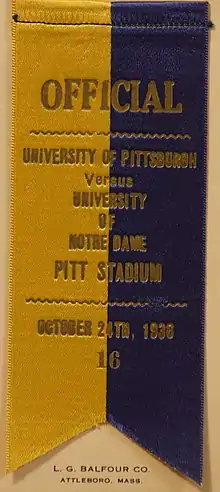 OFFICIAL
UNIVERSITY OF PITTSBURGH
Versus
UNIVERSITY
OF
NOTRE DAME
PITT STADIUM
OCTOBER 24TH, 1936
16
L. G. BALFOUR CO.
ATTLEBORO, MASS.